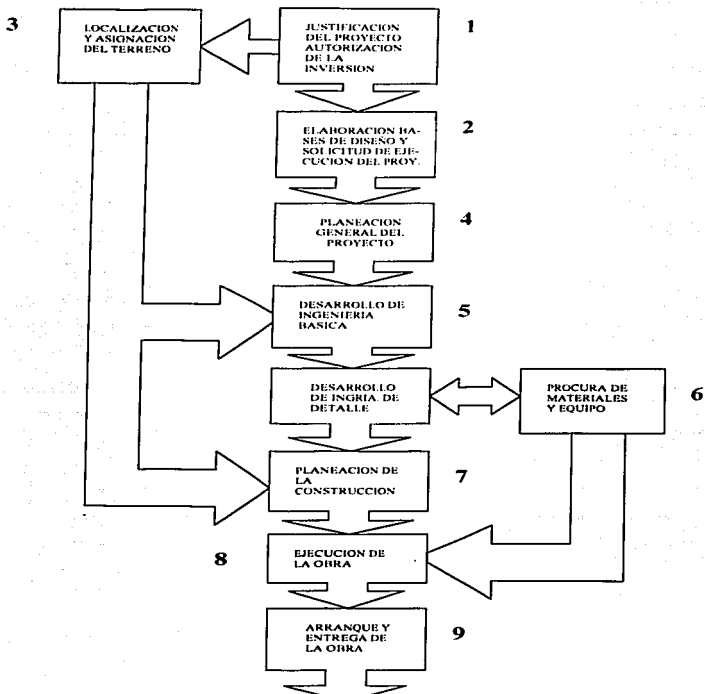 3
LOCALIZACION
Y ASIGNACION
DEL TERRENO
JUSTIFICACION
DEL PROYECTO
AUTORIZACION
DE LA
INVERSION
1
ELABORACION BA-
SES DE DISEÑO Y
SOLICITUD DE EJE-
CUCION DEL PROY.
2
PLANEACION
GENERAL DEL
PROYECTO
4
DESARROLLO DE
INGENIERIA
BASICA
5
DESARROLLO
DE INGRIA. DE
DETALLE
PROCURA DE
MATERIALES
Y EQUIPO
6
PLANEACION DE
LA
CONSTRUCCION
7
8
EJECUCION DE
LA OBRA
ARRANQUE Y
ENTREGA DE
LA OBRA
9